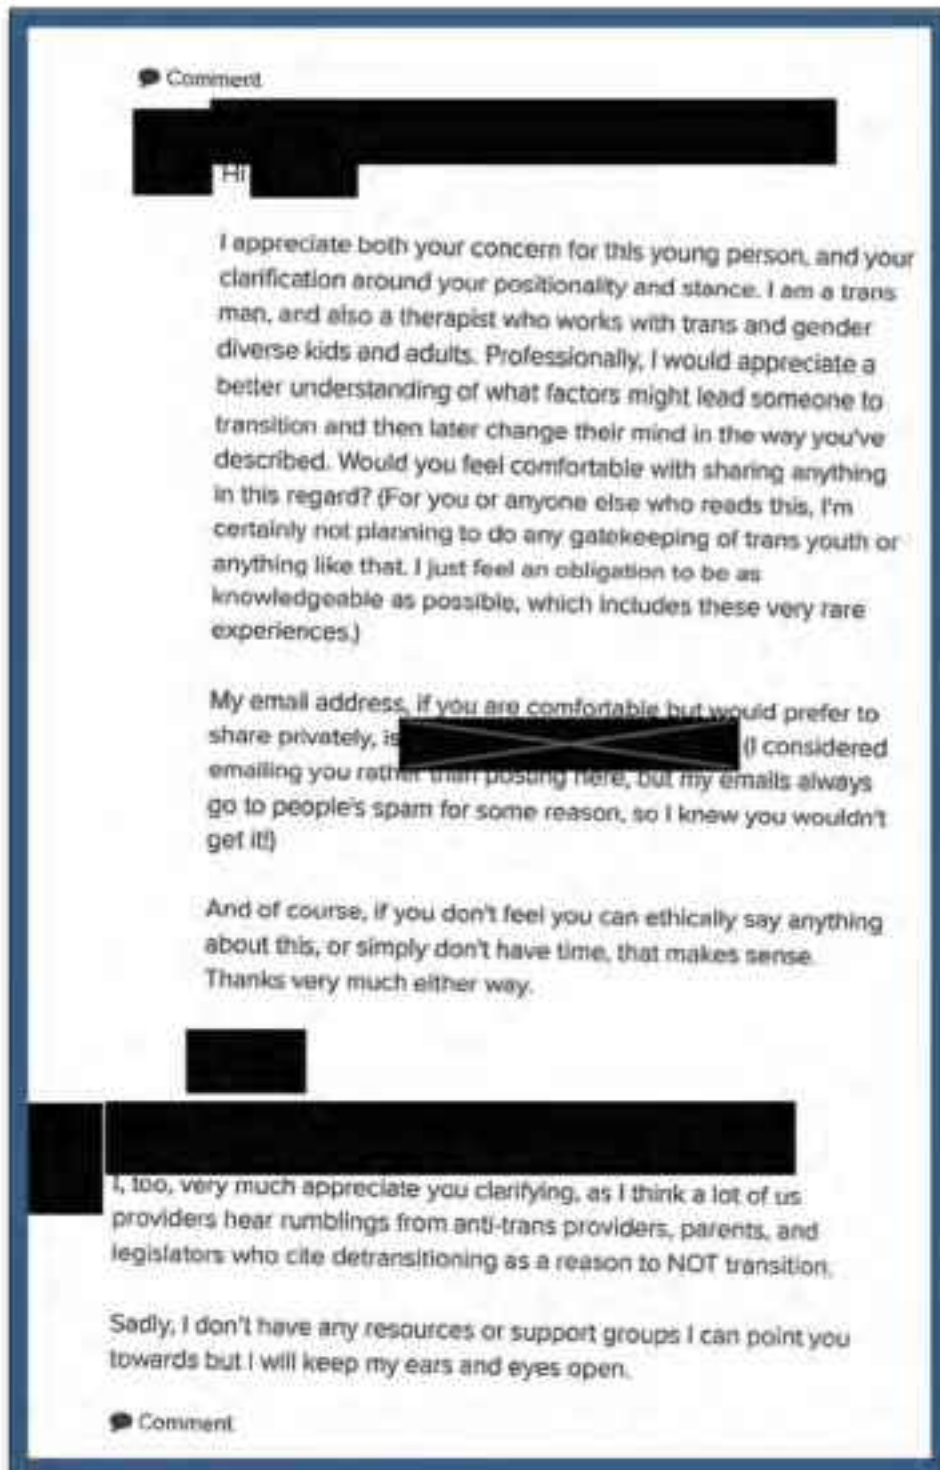 Comment
Hi
I appreciate both your concern for this young person, and your
clarification around your positionality and stance. I am a trans
man, and also a therapist who works with trans and gender
diverse kids and adults. Professionally, I would appreciate a
better understanding of what factors might lead someone to
transition and then later change their mind in the way you've
described. Would you feel comfortable with sharing anything
in this regard? (For you or anyone else who reads this, I'm
certainly not planning to do any gatekeeping of trans youth or
anything like that. I just feel an obligation to be as
knowledgeable as possible, which includes these very rare
experiences.)
My email address, if you are comfortable but would prefer to
share privately, is (I considered
emailing you rather than posting here, but my emails always
go to people's spam for some reason, so I knew you wouldn't
get it!)
And of course, if you don't feel you can ethically say anything
about this, or simply don't have time, that makes sense.
Thanks very much either way.
I, too, very much appreciate you clarifying, as I think a lot of us
providers hear rumblings from anti-trans providers, parents, and
legislators who cite detransitioning as a reason to NOT transition.
Sadly, I don't have any resources or support groups I can point you
towards but I will keep my ears and eyes open.
Comment